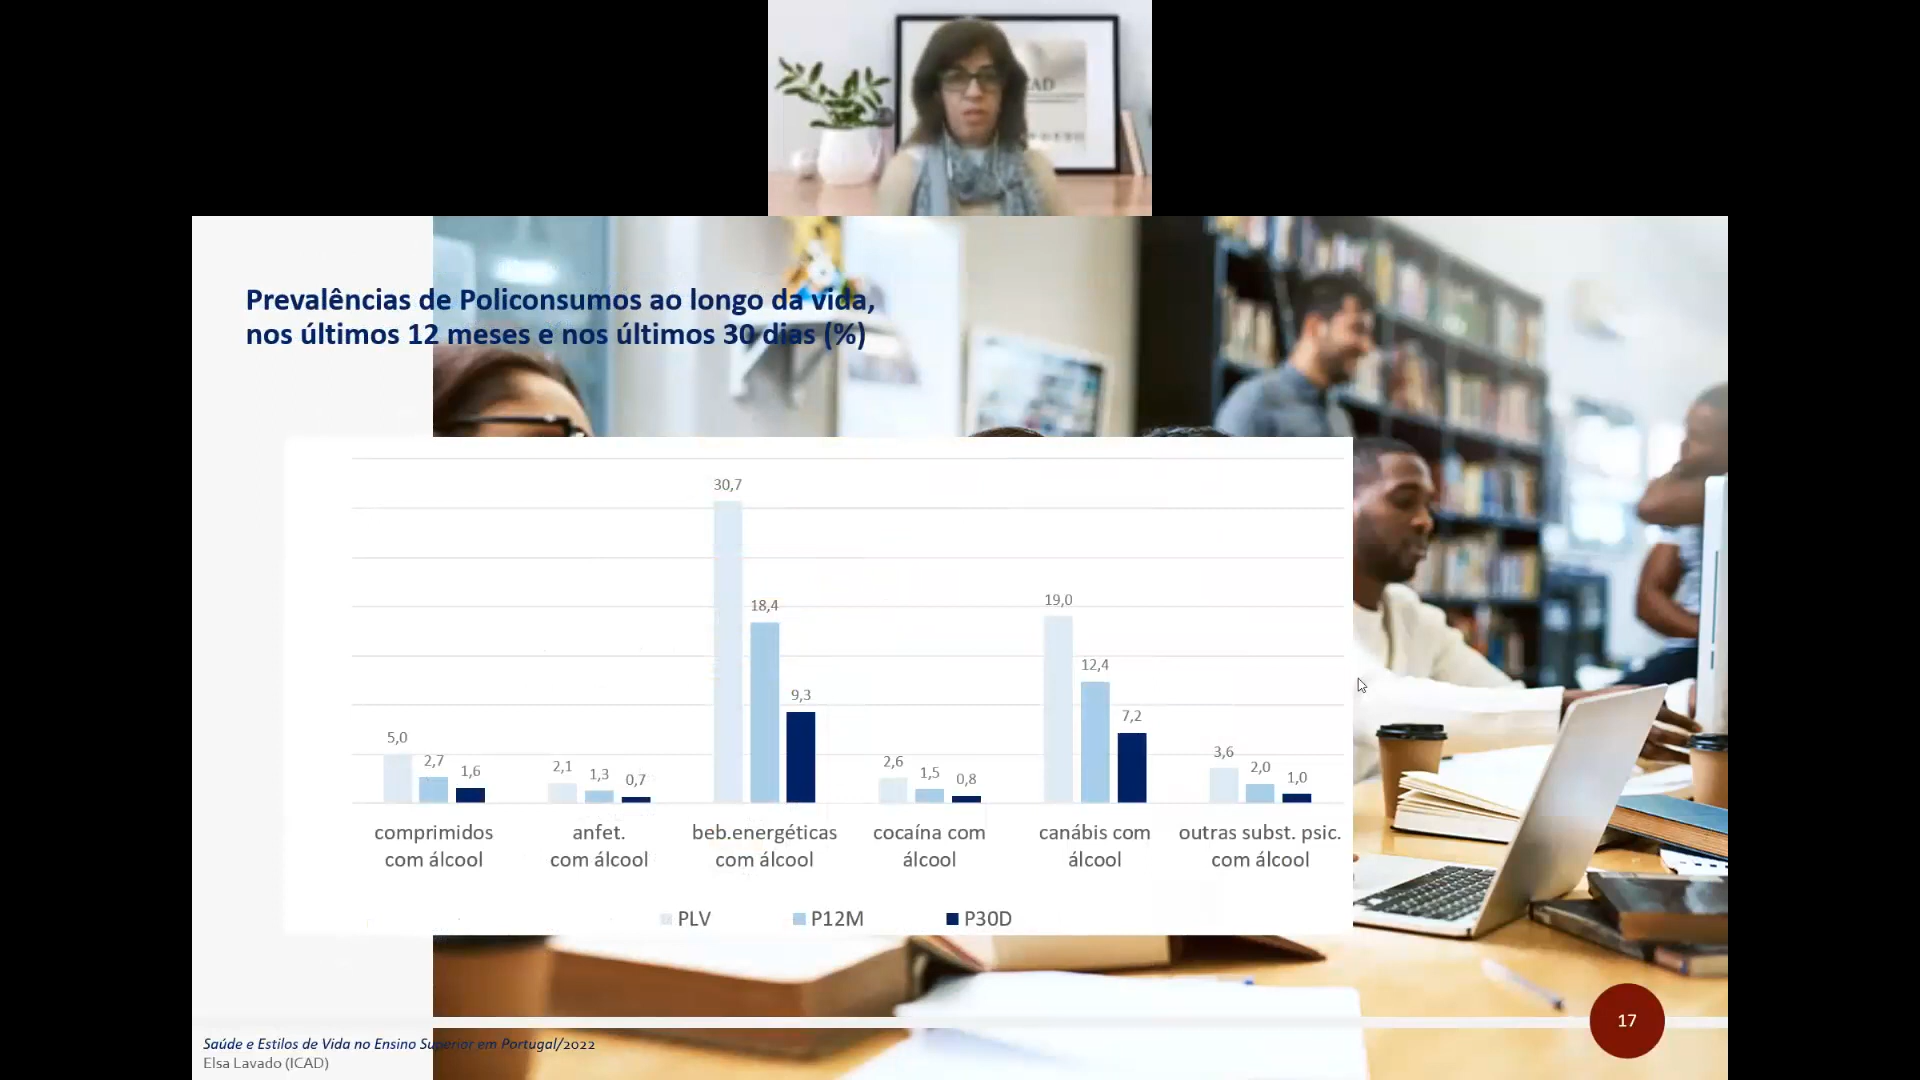 CAD
Prevalências de Policonsumos ao longo da vida,
nos últimos 12 meses e nos últimos 30 dias (%)
30,7
18,4
9,3
19,0
12,4
7,2
5,0
2,7
1,6
2,1
1,3
0,7
2,6
1,5
0,8
3,6
2,0
1,0
comprimidos
com álcool
anfet.
com álcool
beb.energéticas
com álcool
cocaína com
álcool
canábis com
álcool
outras subst. psic.
com álcool
PLV
P12M
P30D
17
Saúde e Estilos de Vida no Ensino Superior em Portugal/2022
Elsa Lavado (ICAD)